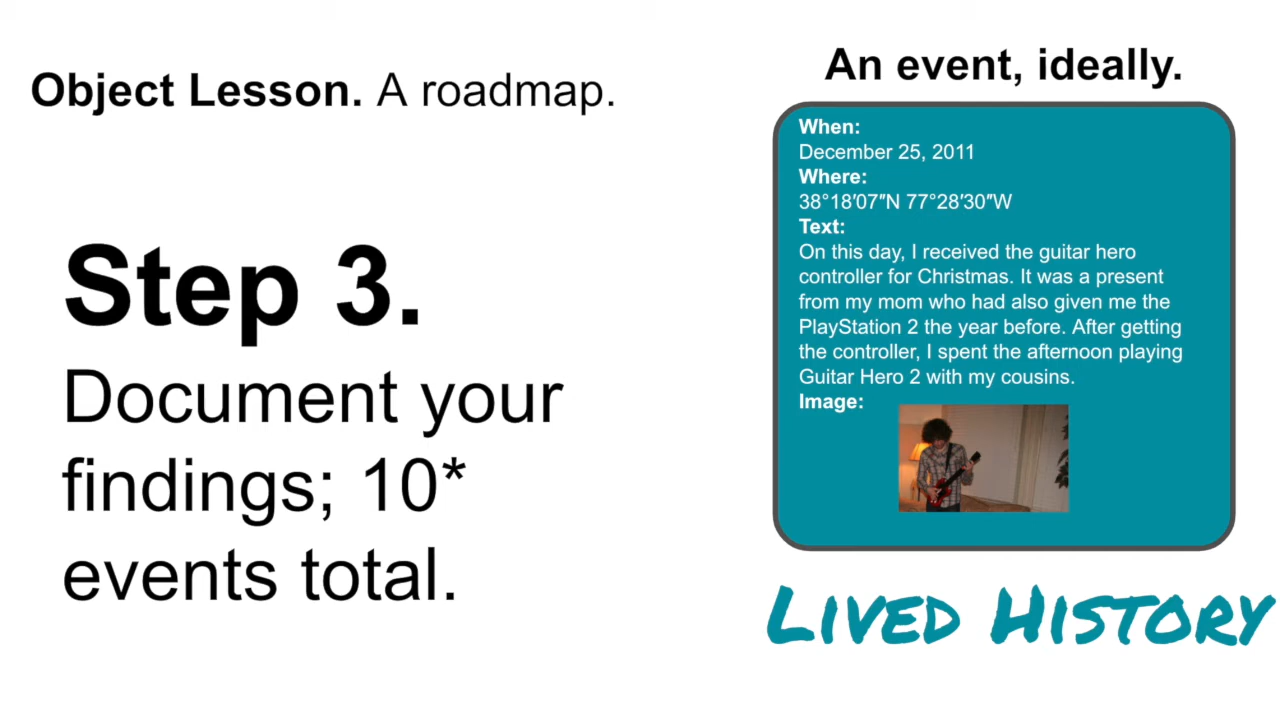 Object Lesson. A roadmap.
Step 3.
Document your
findings; 10*
events total.
An event, ideally.
When:
December 25, 2011
Where:
38°18′07″N 77°28′30″W
Text:
On this day, I received the guitar hero
controller for Christmas. It was a present
from my mom who had also given me the
PlayStation 2 the year before. After getting
the controller, I spent the afternoon playing
Guitar Hero 2 with my cousins.
Image:
LIVED HISTORY